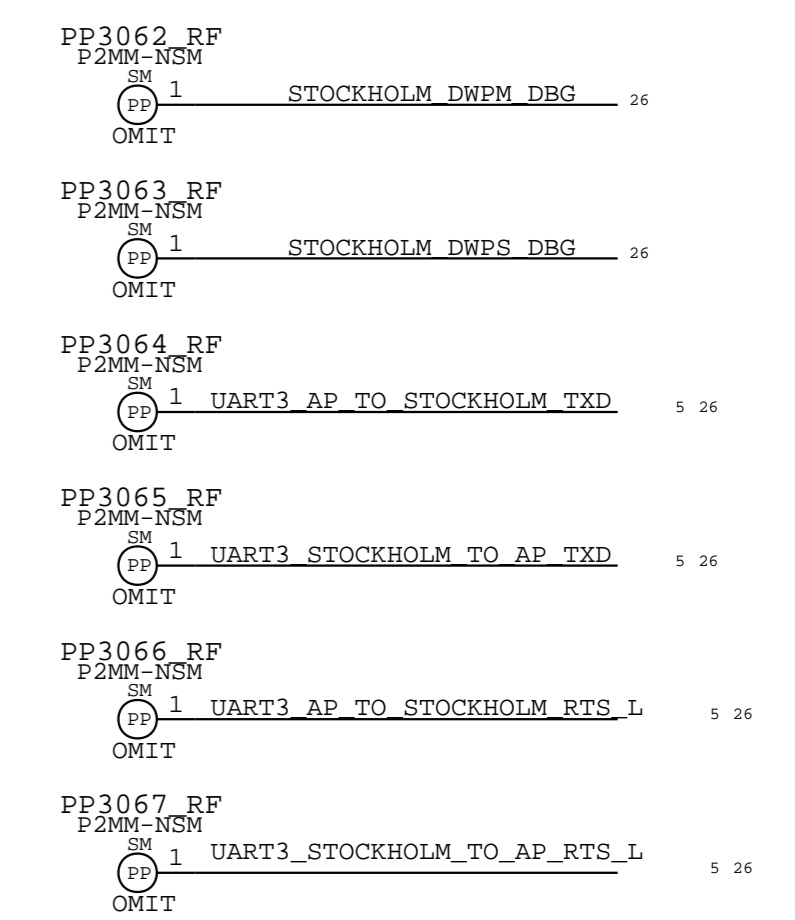 PP3062_RF
P2MM-NSM
SM
PP 1 STOCKHOLM_DWPM_DBG 26
OMIT
PP3063_RF
P2MM-NSM
SM
PP 1 STOCKHOLM_DWPS_DBG 26
OMIT
PP3064_RF
P2MM-NSM
SM
PP 1 UART3_AP_TO_STOCKHOLM_TXD 5 26
OMIT
PP3065_RF
P2MM-NSM
SM
PP 1 UART3_STOCKHOLM_TO_AP_TXD 5 26
OMIT
PP3066_RF
P2MM-NSM
SM
PP 1 UART3_AP_TO_STOCKHOLM_RTS_L 5 26
OMIT
PP3067_RF
P2MM-NSM
SM
PP 1 UART3_STOCKHOLM_TO_AP_RTS_L 5 26
OMIT